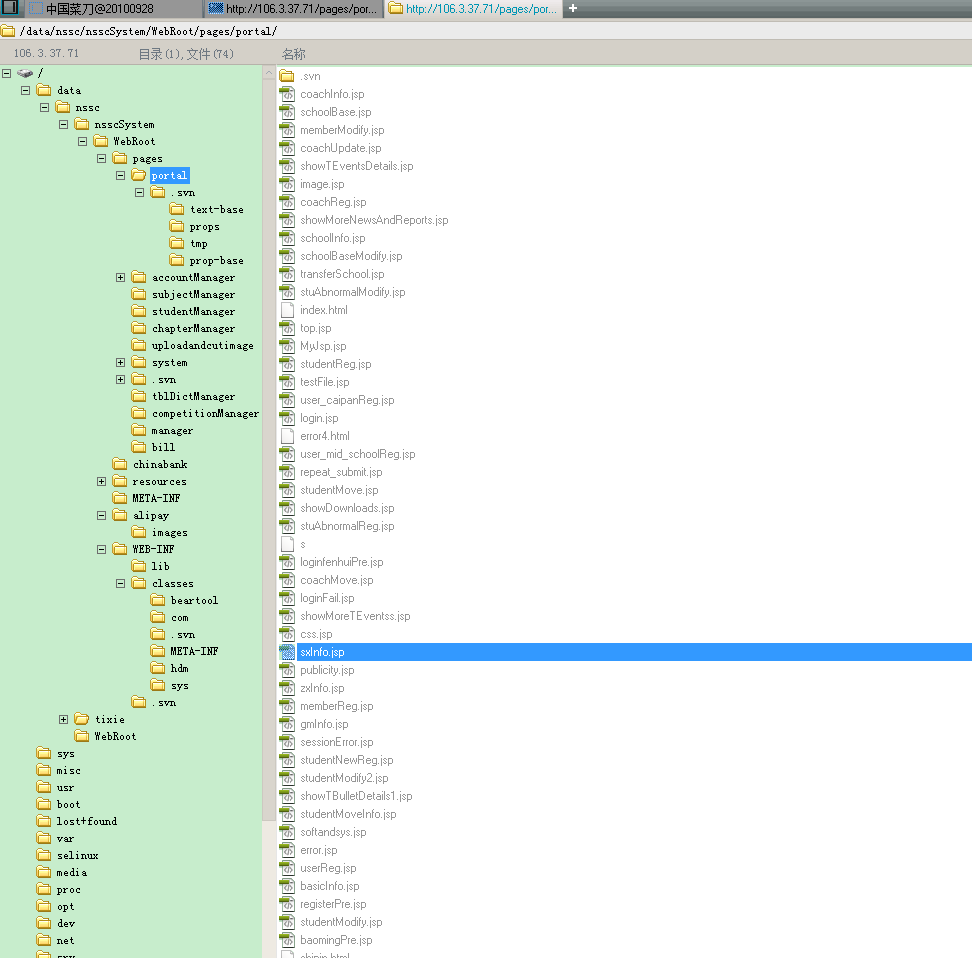 中国菜刀@20100928 http://106.3.37.71/pages/por... http://106.3.37.71/pages/por... +
/data/nssc/nsscSystem/WebRoot/pages/portal/
106.3.37.71 目录(1),文件(74) 名称
/
data
nssc
nsscSystem
WebRoot
pages
portal
.svn
text-base
props
tmp
prop-base
accountManager
subjectManager
studentManager
chapterManager
uploadandcutimage
system
.svn
tblDictManager
competitionManager
manager
bill
chinabank
resources
META-INF
alipay
images
WEB-INF
lib
classes
beartool
com
.svn
META-INF
hdm
sys
.svn
tixie
WebRoot
sys
misc
usr
boot
lost+found
var
selinux
media
proc
opt
dev
net
.svn
coachInfo.jsp
schoolBase.jsp
memberModify.jsp
coachUpdate.jsp
showTEventsDetails.jsp
image.jsp
coachReg.jsp
showMoreNewsAndReports.jsp
schoolInfo.jsp
schoolBaseModify.jsp
transferSchool.jsp
stuAbnormalModify.jsp
index.html
top.jsp
MyJsp.jsp
studentReg.jsp
testFile.jsp
user_caipanReg.jsp
login.jsp
error4.html
user_mid_schoolReg.jsp
repeat_submit.jsp
studentMove.jsp
showDownloads.jsp
stuAbnormalReg.jsp
s
loginfenhuiPre.jsp
coachMove.jsp
loginFail.jsp
showMoreTEventss.jsp
css.jsp
sxInfo.jsp
publicity.jsp
zxInfo.jsp
memberReg.jsp
gmInfo.jsp
sessionError.jsp
studentNewReg.jsp
studentModify2.jsp
showTBulletDetails1.jsp
studentMoveInfo.jsp
softandsys.jsp
error.jsp
userReg.jsp
basicInfo.jsp
registerPre.jsp
studentModify.jsp
baomingPre.jsp